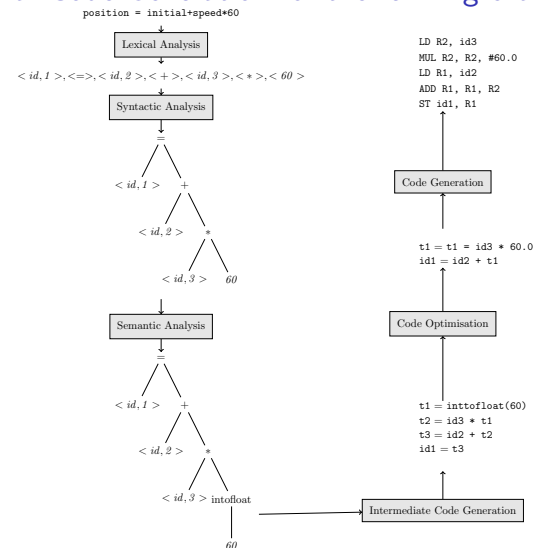 position = initial+speed*60
Lexical Analysis
< id, 1 >,<=>,< id, 2 >,< + >,< id, 3 >,< * >,< 60 >
Syntactic Analysis
=
< id, 1 > +
< id, 2 > *
< id, 3 > 60
Semantic Analysis
=
< id, 1 > +
< id, 2 > *
< id, 3 > intofloat
60
Intermediate Code Generation
t1 = inttofloat(60)
t2 = id3 * t1
t3 = id2 + t2
id1 = t3
Code Optimisation
t1 = t1 = id3 * 60.0
id1 = id2 + t1
Code Generation
LD R2, id3
MUL R2, R2, #60.0
LD R1, id2
ADD R1, R1, R2
ST id1, R1